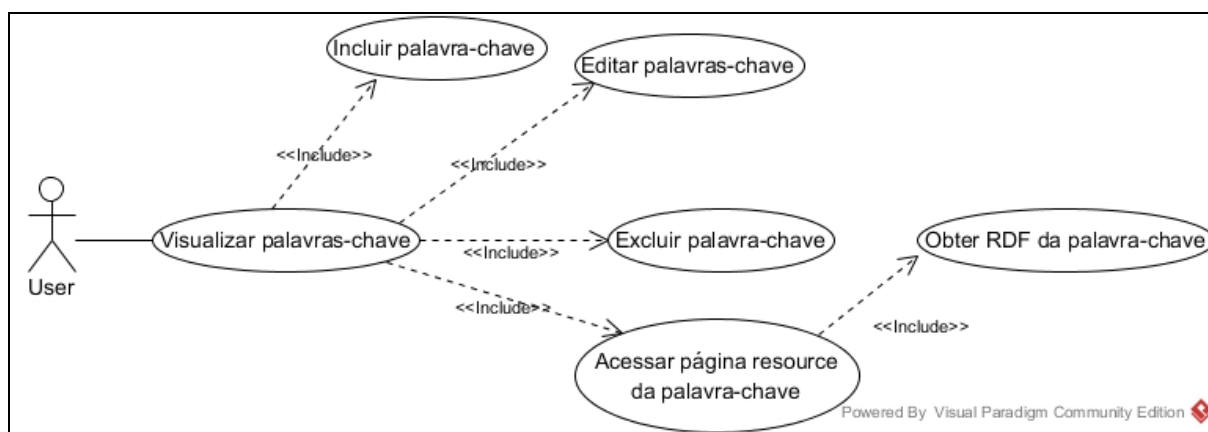 Incluir palavra-chave
Editar palavras-chave
<<Include>>
<<Include>>
Visualizar palavras-chave
Excluir palavra-chave
Obter RDF da palavra-chave
<<Include>>
User
<<Include>>
<<Include>>
Acessar página resource
da palavra-chave
Powered By Visual Paradigm Community Edition